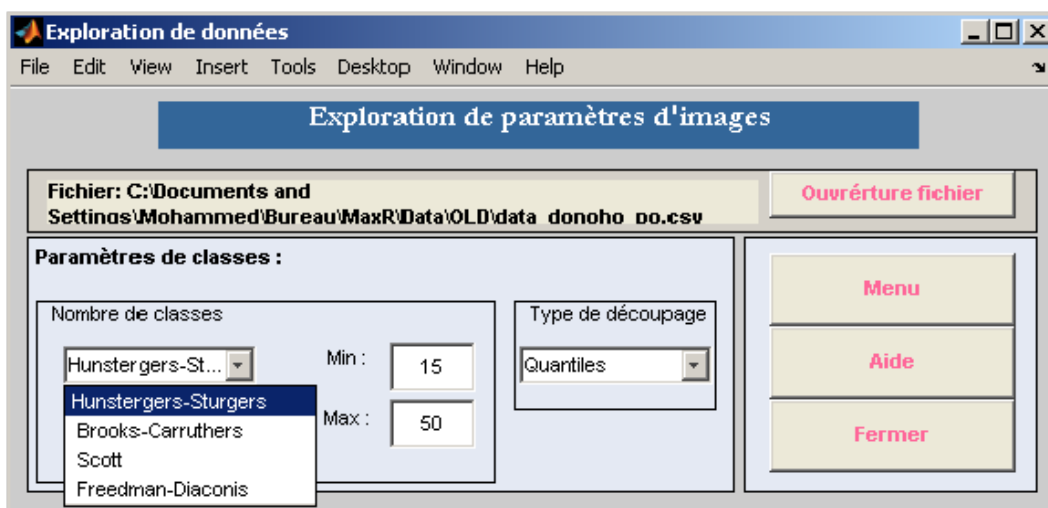 Exploration de données
File Edit View Insert Tools Desktop Window Help
Exploration de paramètres d'images
Fichier: C:\Documents and
Settings\Mohammed\Bureau\MaxR\Data\OLD\data_donoho_po.csv
Ouvrérture fichier
Paramètres de classes :
Nombre de classes
Hunstergers-St...
Hunstergers-Sturgers
Brooks-Carruthers
Scott
Freedman-Diaconis
Min : 15
Max : 50
Type de découpage
Quantiles
Menu
Aide
Fermer